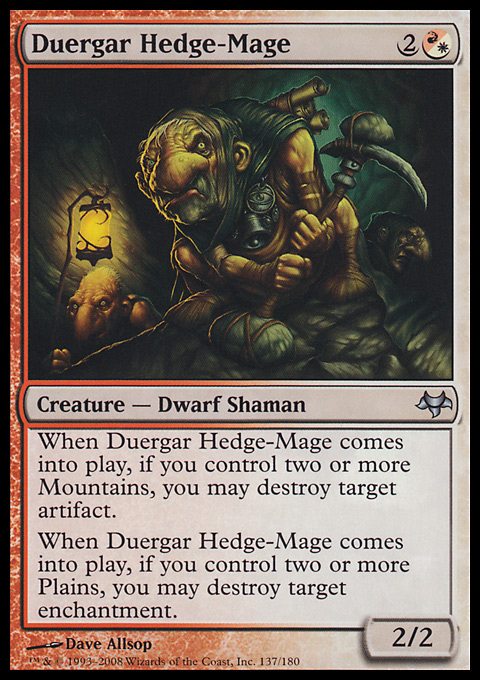 Duergar Hedge-Mage 2
Creature — Dwarf Shaman
When Duergar Hedge-Mage comes
into play, if you control two or more
Mountains, you may destroy target
artifact.
When Duergar Hedge-Mage comes
into play, if you control two or more
Plains, you may destroy target
enchantment.
2/2
Dave Allsop
™ & © 1993–2008 Wizards of the Coast, Inc. 137/180